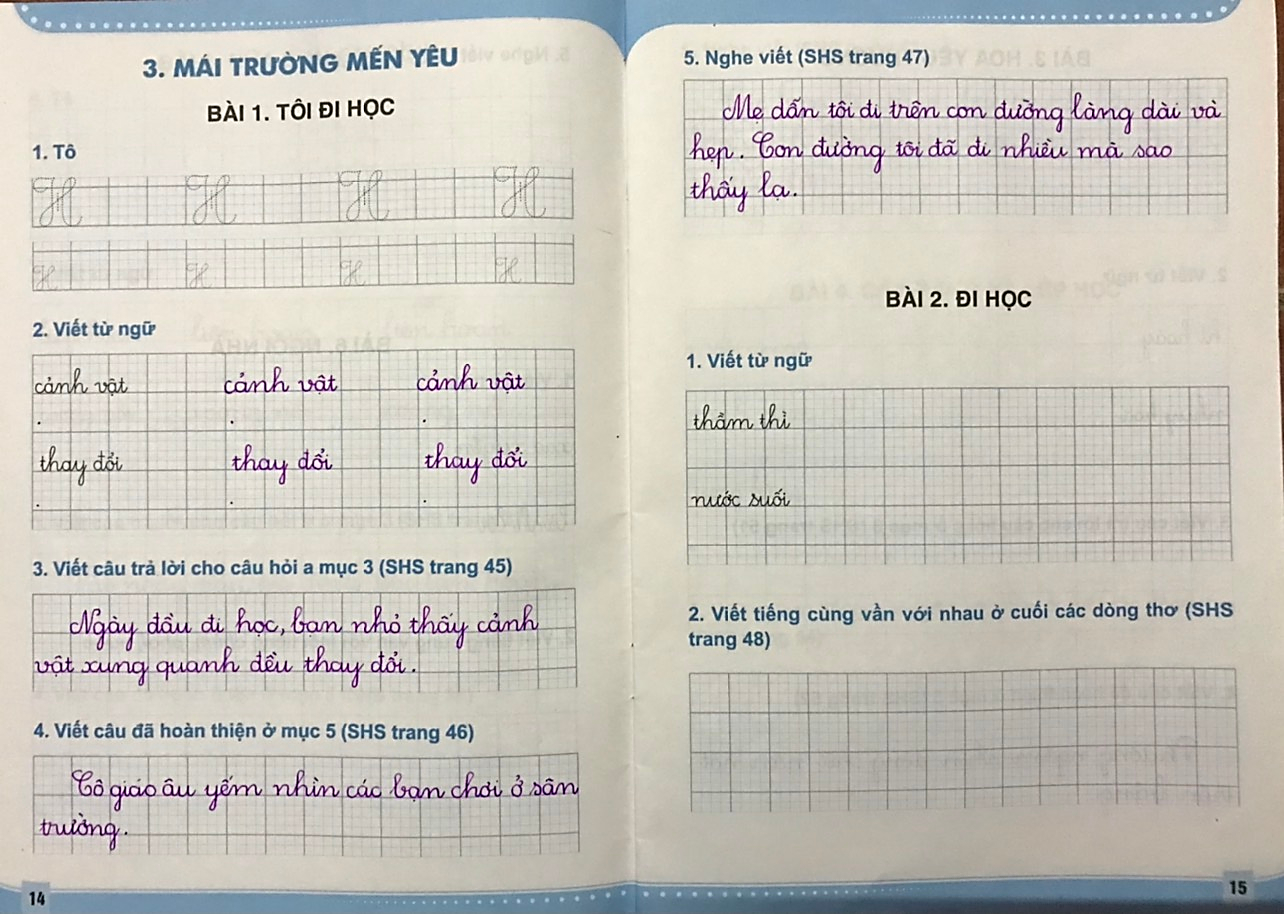 3. MÁI TRƯỜNG MẾN YÊU
BÀI 1. TÔI ĐI HỌC
1. Tô
H H H H
H H H H
2. Viết từ ngữ
cảnh vật cảnh vật cảnh vật
thay đổi thay đổi thay đổi
3. Viết câu trả lời cho câu hỏi a mục 3 (SHS trang 45)
Ngày đầu đi học, bạn nhỏ thấy cảnh
vật xung quanh đều thay đổi.
4. Viết câu đã hoàn thiện ở mục 5 (SHS trang 46)
Cô giáo âu yếm nhìn các bạn chơi ở sân
trường.
14
5. Nghe viết (SHS trang 47)
Mẹ dẫn tôi đi trên con đường làng dài và
hẹp. Con đường tôi đã đi nhiều mà sao
thấy lạ.
BÀI 2. ĐI HỌC
1. Viết từ ngữ
thầm thì
nước suối
2. Viết tiếng cùng vần với nhau ở cuối các dòng thơ (SHS
trang 48)
15